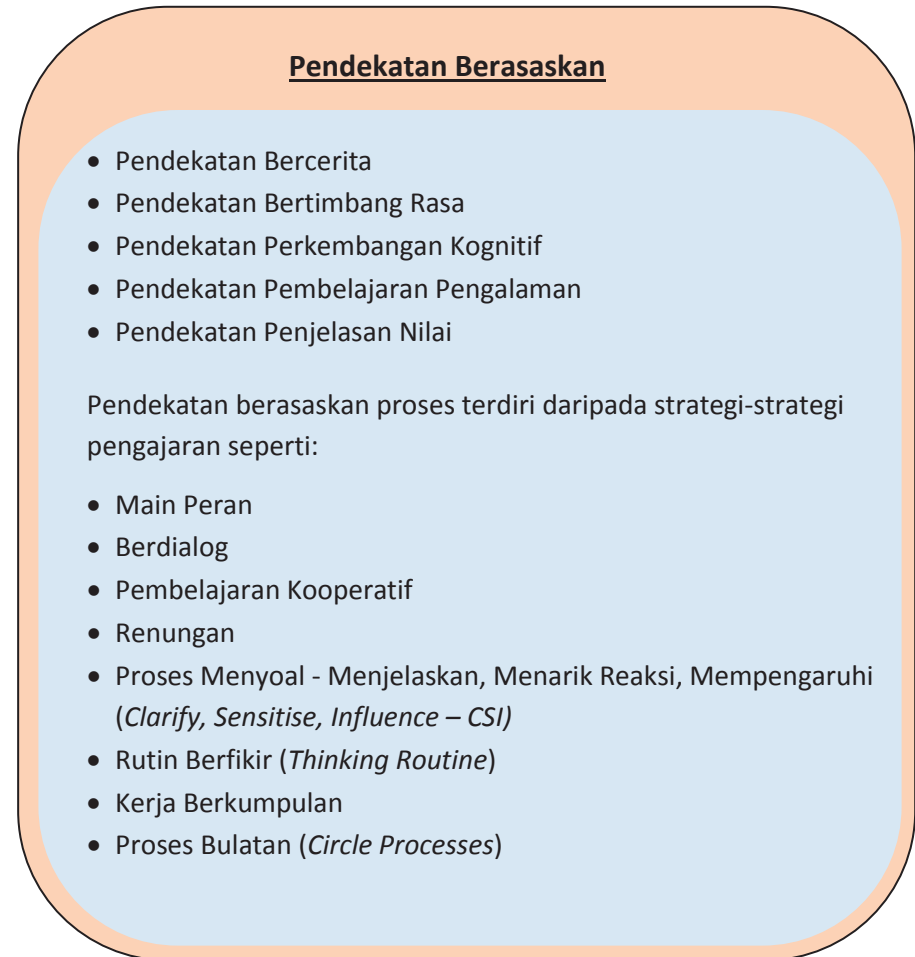 Pendekatan Berasaskan
• Pendekatan Bercerita
• Pendekatan Bertimbang Rasa
• Pendekatan Perkembangan Kognitif
• Pendekatan Pembelajaran Pengalaman
• Pendekatan Penjelasan Nilai
Pendekatan berasaskan proses terdiri daripada strategi-strategi
pengajaran seperti:
• Main Peran
• Berdialog
• Pembelajaran Kooperatif
• Renungan
• Proses Menyoal - Menjelaskan, Menarik Reaksi, Mempengaruhi
(Clarify, Sensitise, Influence – CSI)
• Rutin Berfikir (Thinking Routine)
• Kerja Berkumpulan
• Proses Bulatan (Circle Processes)